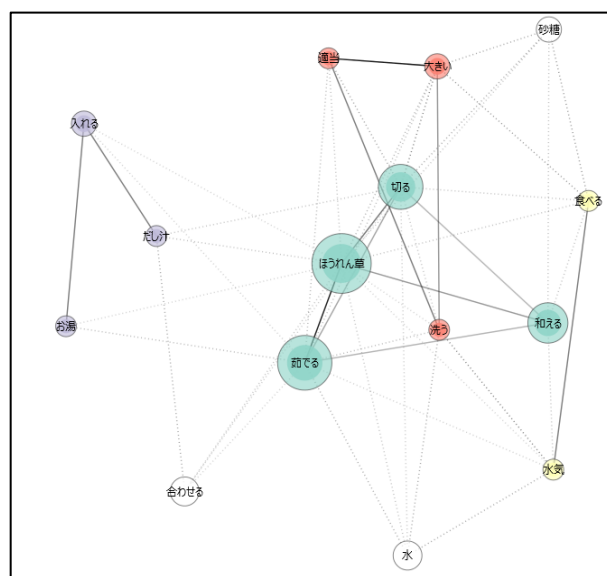 砂糖
適当
大きい
入れる
切る
食べる
だし汁
ほうれん草
お湯
和える
洗う
茹でる
水気
合わせる
水